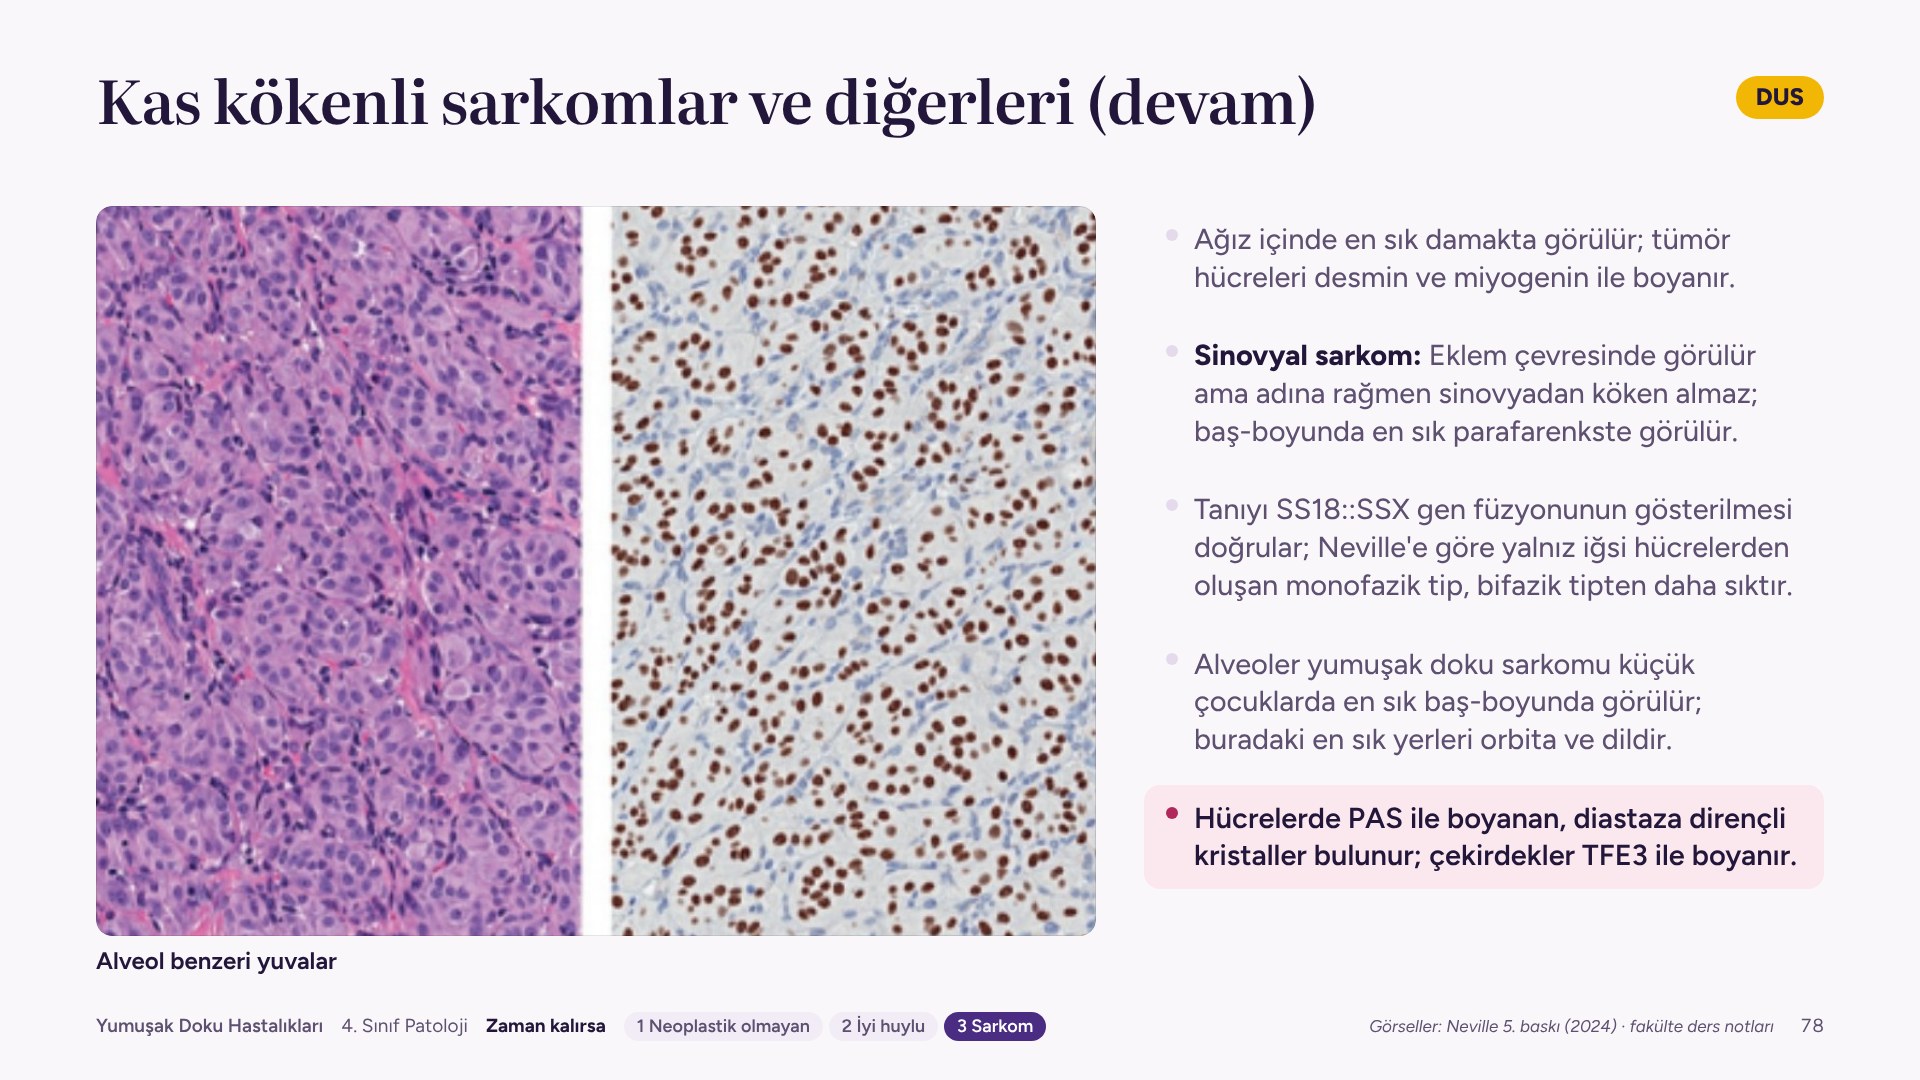 Kas kökenli sarkomlar ve diğerleri (devam)
DUS
Ağız içinde en sık damakta görülür; tümör
hücreleri desmin ve miyogenin ile boyanır.
Sinovyal sarkom: Eklem çevresinde görülür
ama adına rağmen sinovyadan köken almaz;
baş-boyunda en sık parafarenkste görülür.
Tanıyı SS18::SSX gen füzyonunun gösterilmesi
doğrular; Neville'e göre yalnız iğsi hücrelerden
oluşan monofazik tip, bifazik tipten daha sıktır.
Alveoler yumuşak doku sarkomu küçük
çocuklarda en sık baş-boyunda görülür;
buradaki en sık yerleri orbita ve dildir.
Hücrelerde PAS ile boyanan, diastaza dirençli
kristaller bulunur; çekirdekler TFE3 ile boyanır.
Alveol benzeri yuvalar
Yumuşak Doku Hastalıkları 4. Sınıf Patoloji Zaman kalırsa 1 Neoplastik olmayan 2 İyi huylu 3 Sarkom
Görseller: Neville 5. baskı (2024) · fakülte ders notları 78